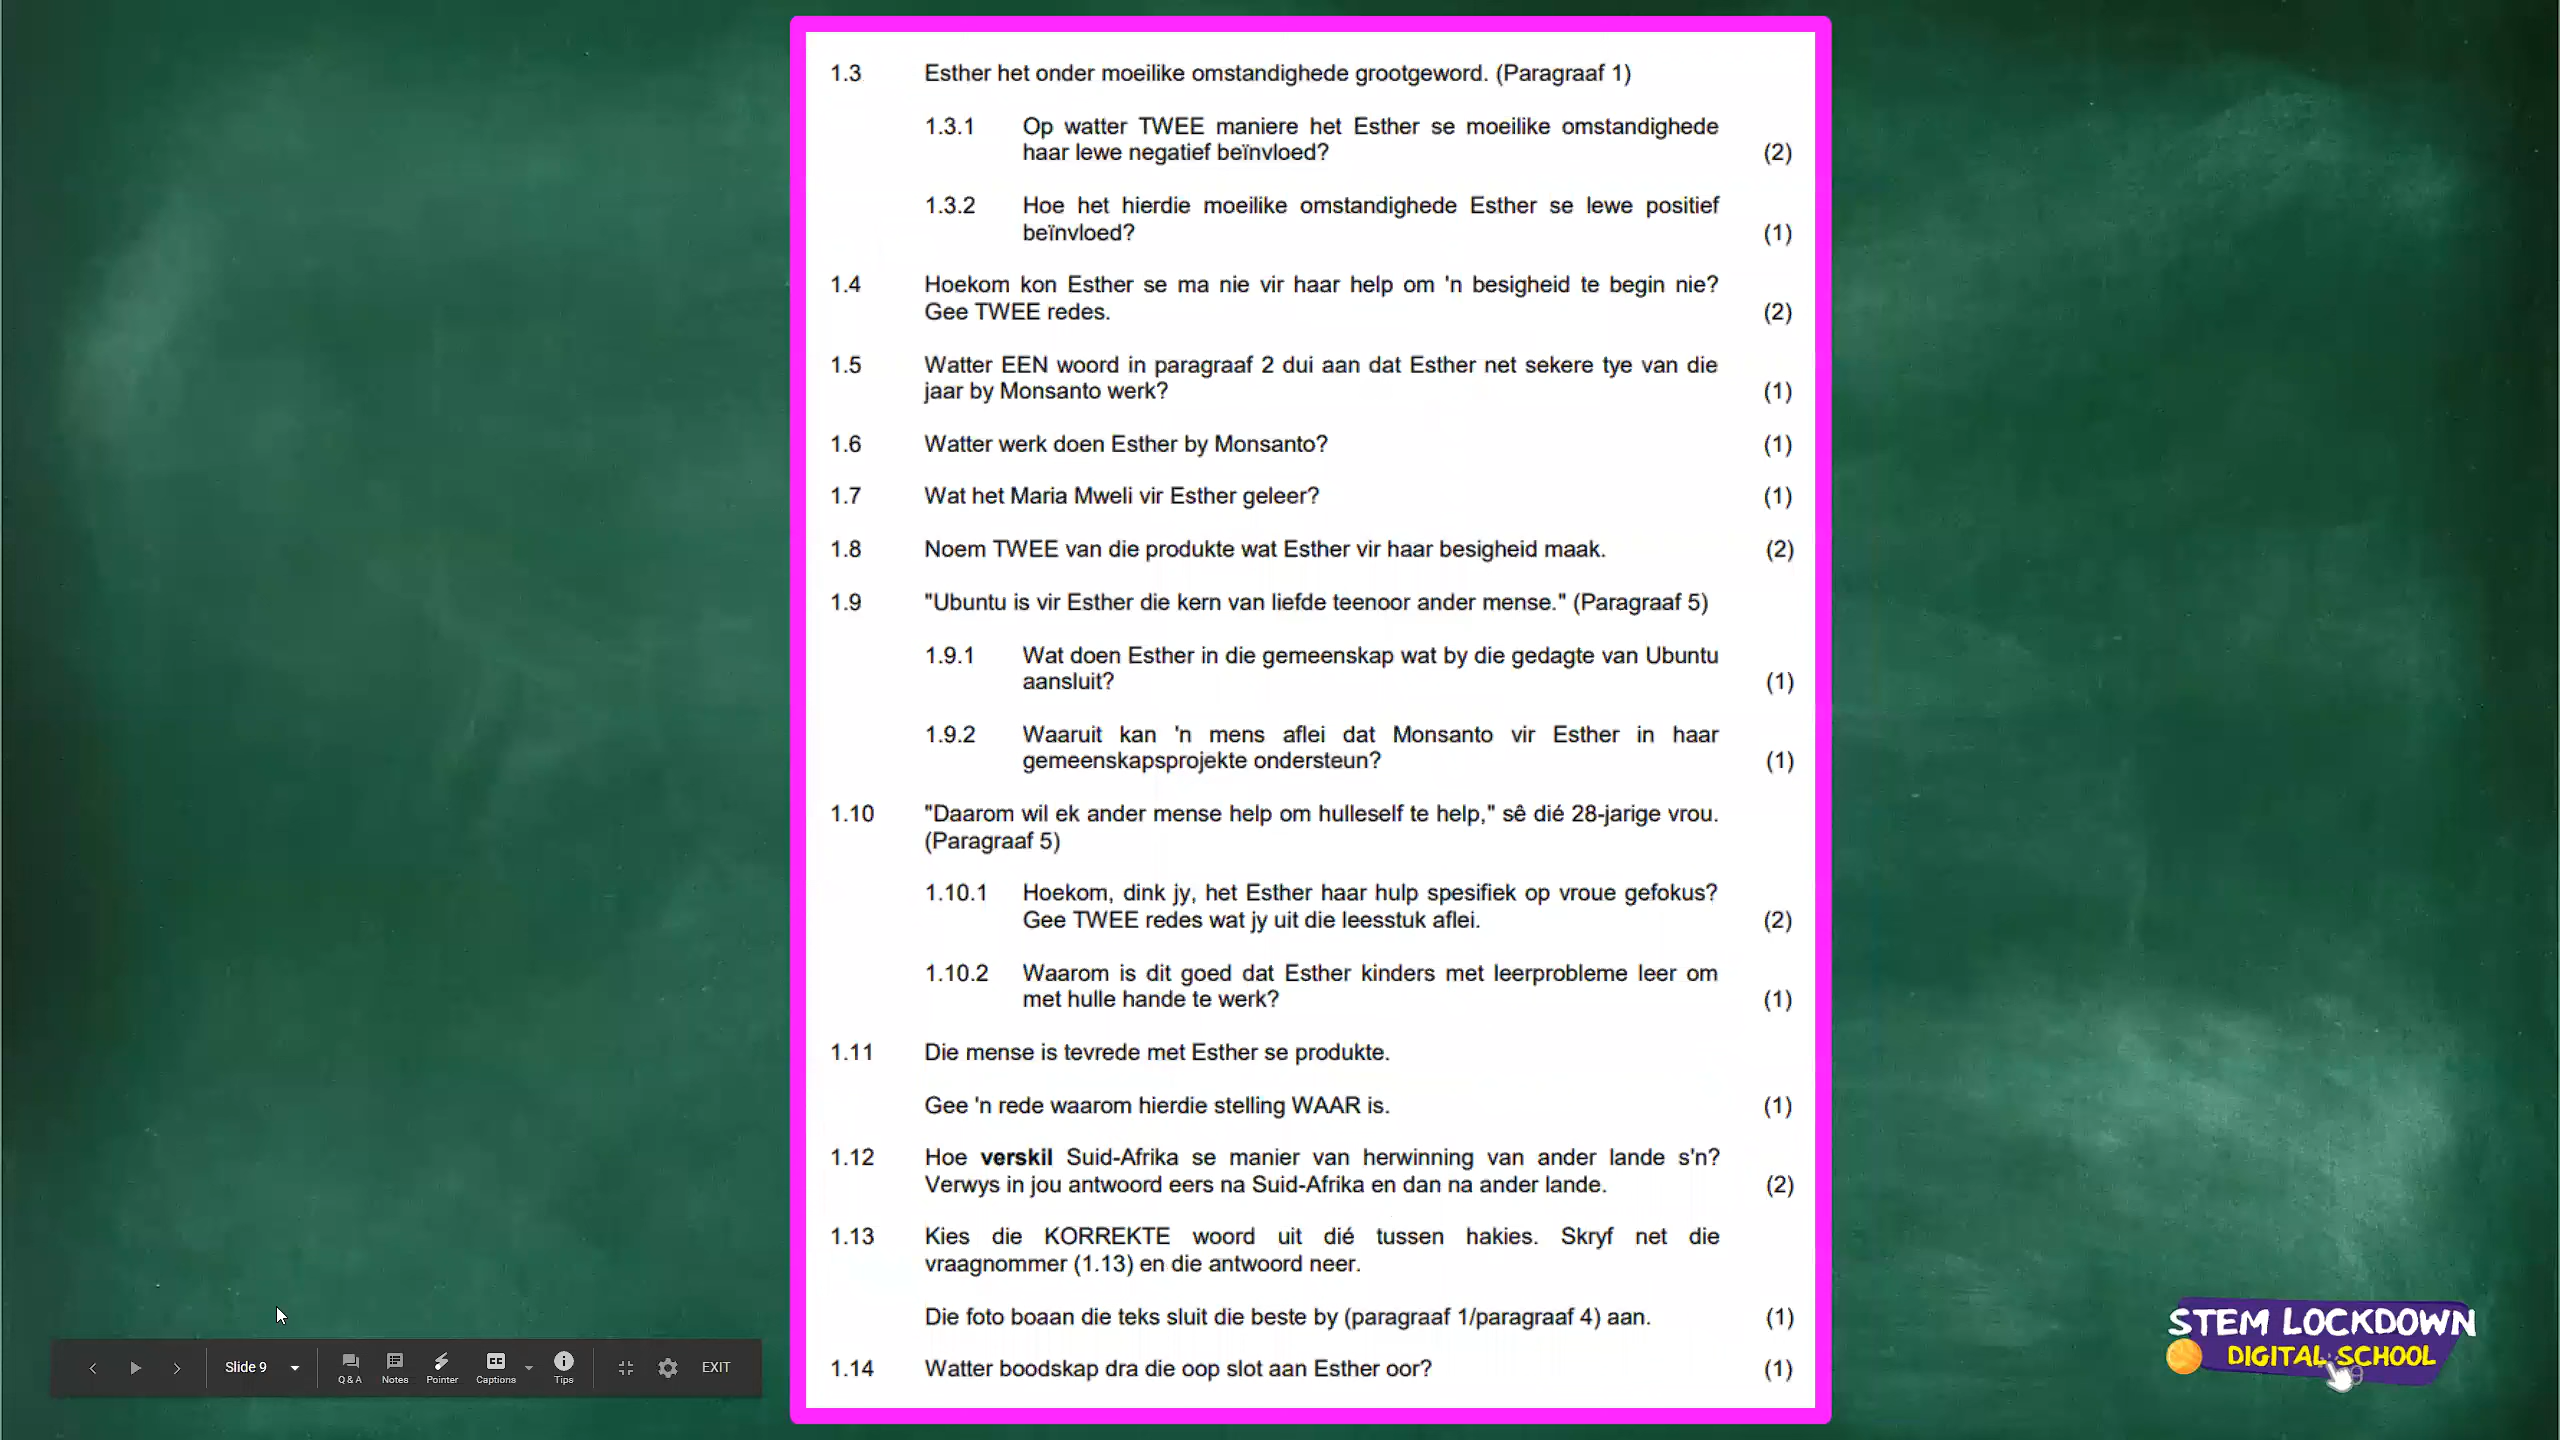 1.3 Esther het onder moeilike omstandighede grootgeword. (Paragraaf 1)
1.3.1 Op watter TWEE maniere het Esther se moeilike omstandighede
haar lewe negatief beïnvloed? (2)
1.3.2 Hoe het hierdie moeilike omstandighede Esther se lewe positief
beïnvloed? (1)
1.4 Hoekom kon Esther se ma nie vir haar help om 'n besigheid te begin nie?
Gee TWEE redes. (2)
1.5 Watter EEN woord in paragraaf 2 dui aan dat Esther net sekere tye van die
jaar by Monsanto werk? (1)
1.6 Watter werk doen Esther by Monsanto? (1)
1.7 Wat het Maria Mweli vir Esther geleer? (1)
1.8 Noem TWEE van die produkte wat Esther vir haar besigheid maak. (2)
1.9 "Ubuntu is vir Esther die kern van liefde teenoor ander mense." (Paragraaf 5)
1.9.1 Wat doen Esther in die gemeenskap wat by die gedagte van Ubuntu
aansluit? (1)
1.9.2 Waaruit kan 'n mens aflei dat Monsanto vir Esther in haar
gemeenskapsprojekte ondersteun? (1)
1.10 "Daarom wil ek ander mense help om hulleself te help," sê dié 28-jarige vrou.
(Paragraaf 5)
1.10.1 Hoekom, dink jy, het Esther haar hulp spesifiek op vroue gefokus?
Gee TWEE redes wat jy uit die leesstuk aflei. (2)
1.10.2 Waarom is dit goed dat Esther kinders met leerprobleme leer om
met hulle hande te werk? (1)
1.11 Die mense is tevrede met Esther se produkte.
Gee 'n rede waarom hierdie stelling WAAR is. (1)
1.12 Hoe verskil Suid-Afrika se manier van herwinning van ander lande s'n?
Verwys in jou antwoord eers na Suid-Afrika en dan na ander lande. (2)
1.13 Kies die KORREKTE woord uit dié tussen hakies. Skryf net die
vraagnommer (1.13) en die antwoord neer.
Die foto boaan die teks sluit die beste by (paragraaf 1/paragraaf 4) aan. (1)
1.14 Watter boodskap dra die oop slot aan Esther oor? (1)
Slide 9 Q & A Notes Pointer Captions Tips EXIT
STEM LOCKDOWN
DIGITAL SCHOOL